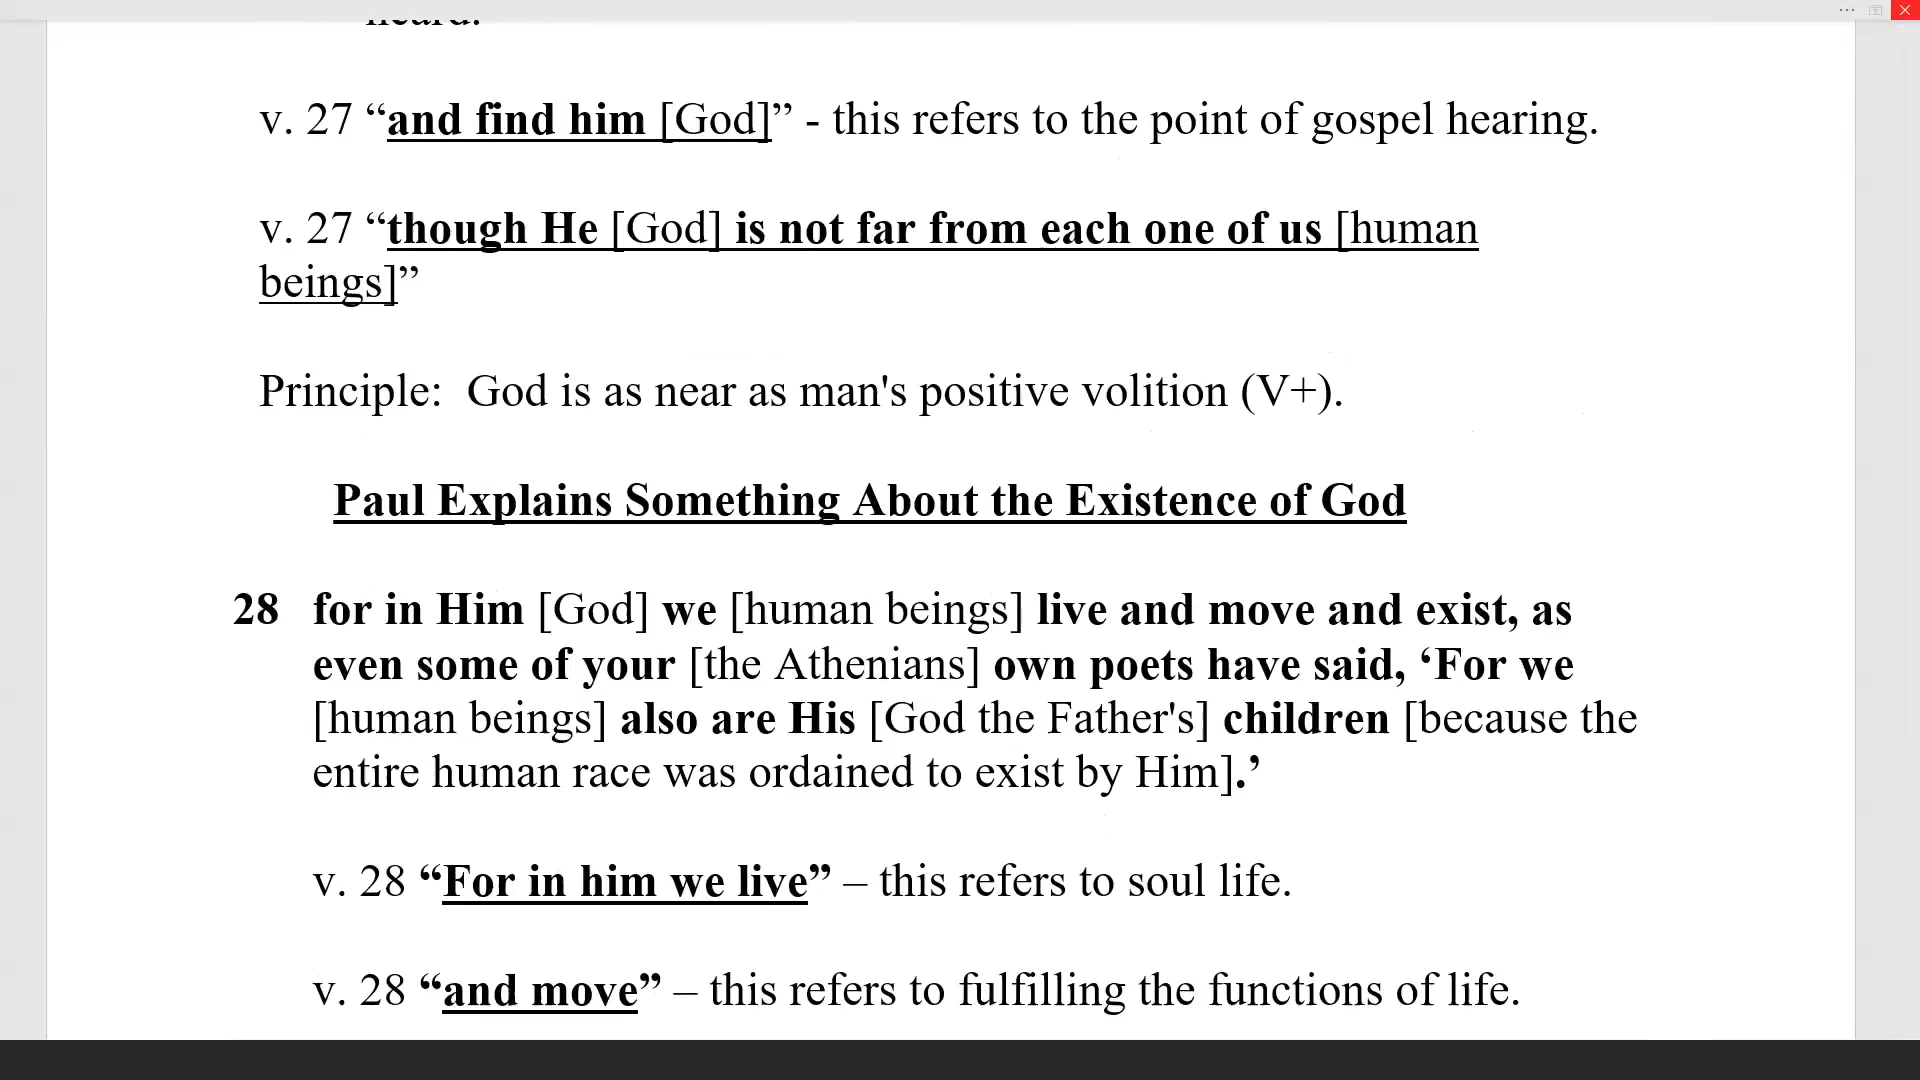 heard.
v. 27 “and find him [God]” - this refers to the point of gospel hearing.
v. 27 “though He [God] is not far from each one of us [human
beings]”
Principle:  God is as near as man's positive volition (V+).
Paul Explains Something About the Existence of God
28 for in Him [God] we [human beings] live and move and exist, as
even some of your [the Athenians] own poets have said, ‘For we
[human beings] also are His [God the Father's] children [because the
entire human race was ordained to exist by Him].’
v. 28 “For in him we live” – this refers to soul life.
v. 28 “and move” – this refers to fulfilling the functions of life.